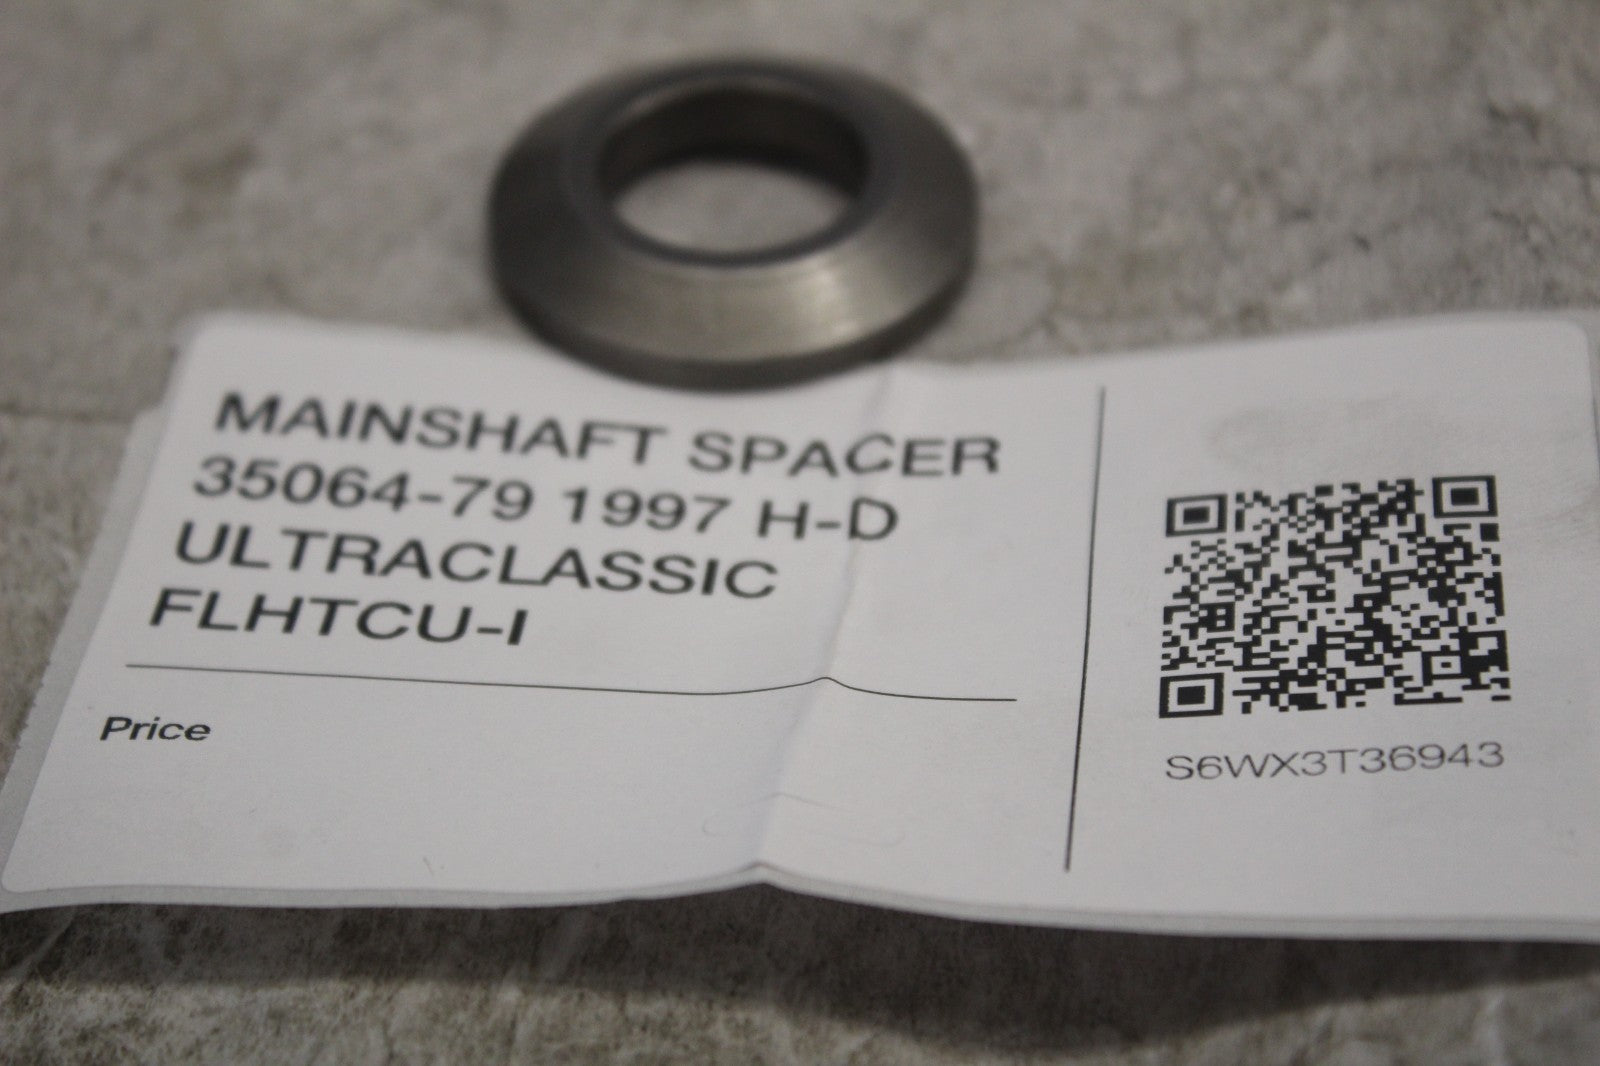 MAINSHAFT SPACER
35064-79 1997 H-D
ULTRACLASSIC
FLHTCU-I
Price
S6WX3T36943